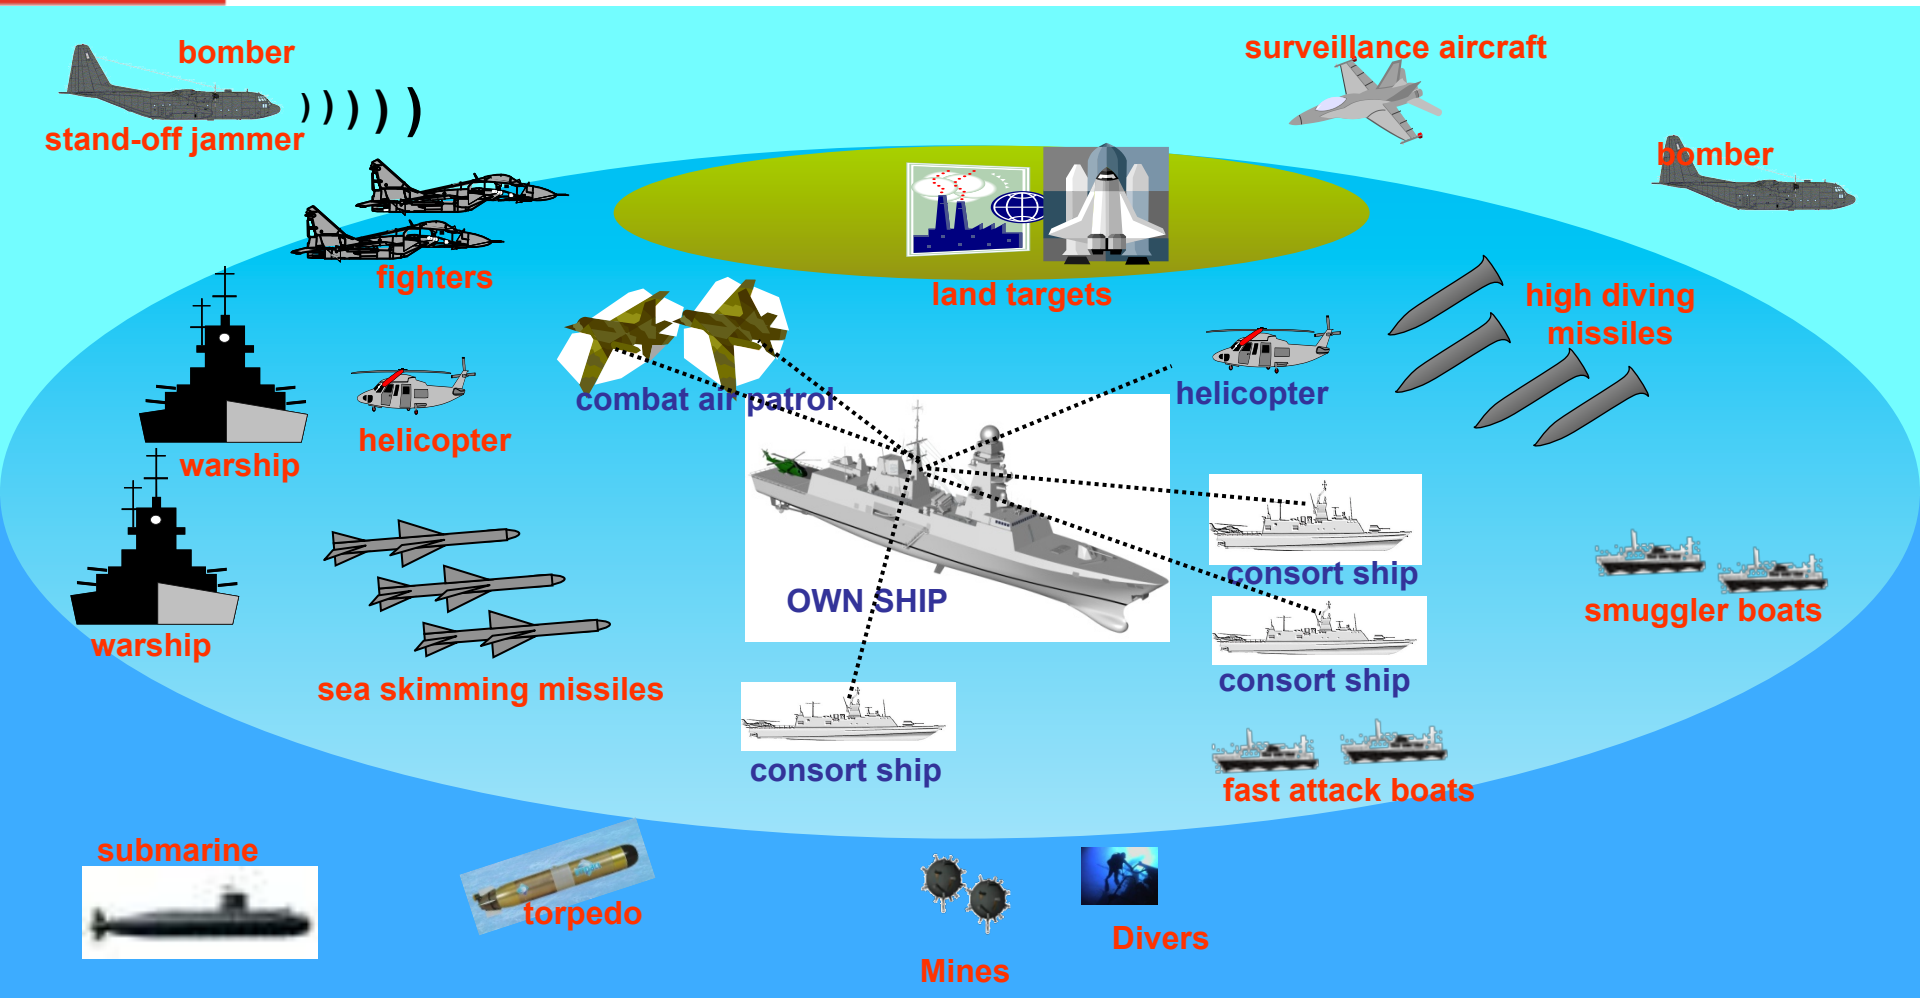 bomber
surveillance aircraft
stand-off jammer
bomber
fighters
land targets
high diving
missiles
combat air patrol
helicopter
helicopter
warship
consort ship
OWN SHIP
smuggler boats
warship
consort ship
sea skimming missiles
consort ship
fast attack boats
submarine
torpedo
Divers
Mines